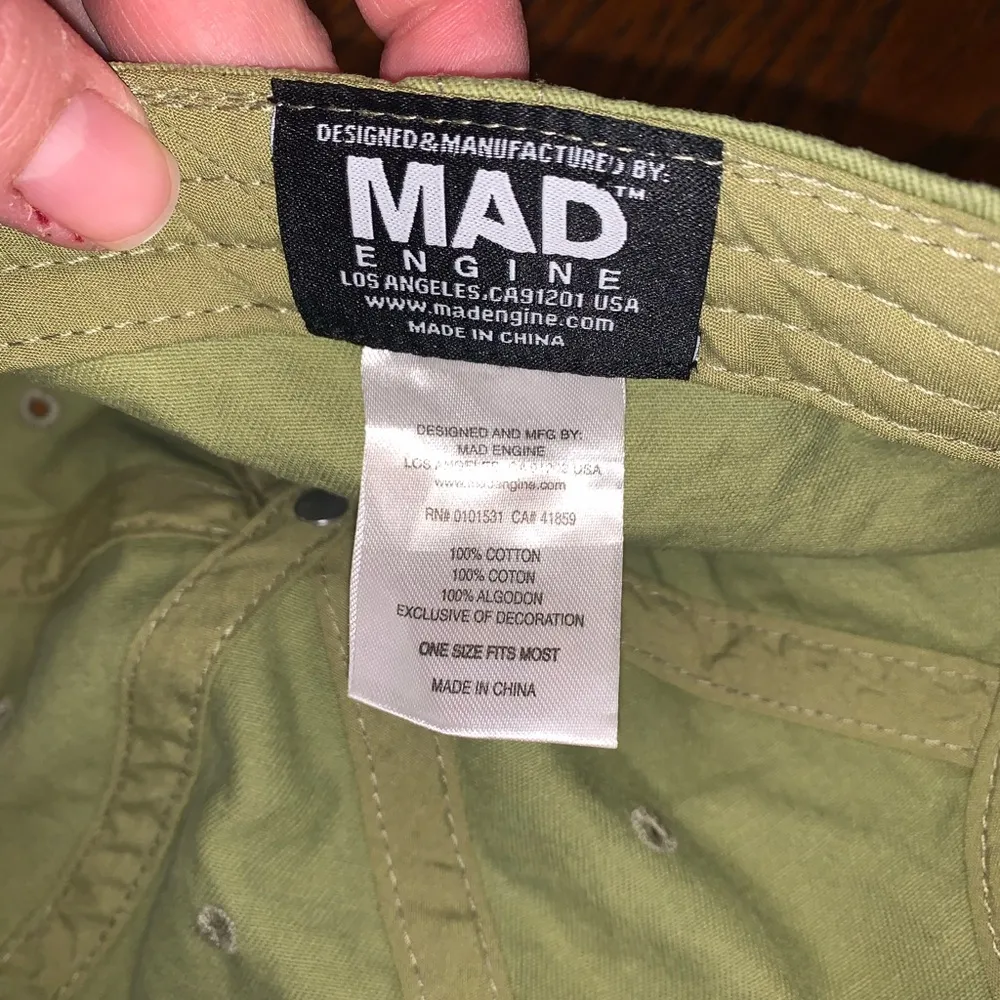 DESIGNED&MANUFACTURED BY:
MAD™
ENGINE
LOS ANGELES,CA91201 USA
www.madengine.com
MADE IN CHINA
DESIGNED AND MFG BY:
MAD ENGINE
LOS USA
RN# 0101531 CA# 41859
100% COTTON
100% COTON
100% ALGODON
EXCLUSIVE OF DECORATION
ONE SIZE FITS MOST
MADE IN CHINA